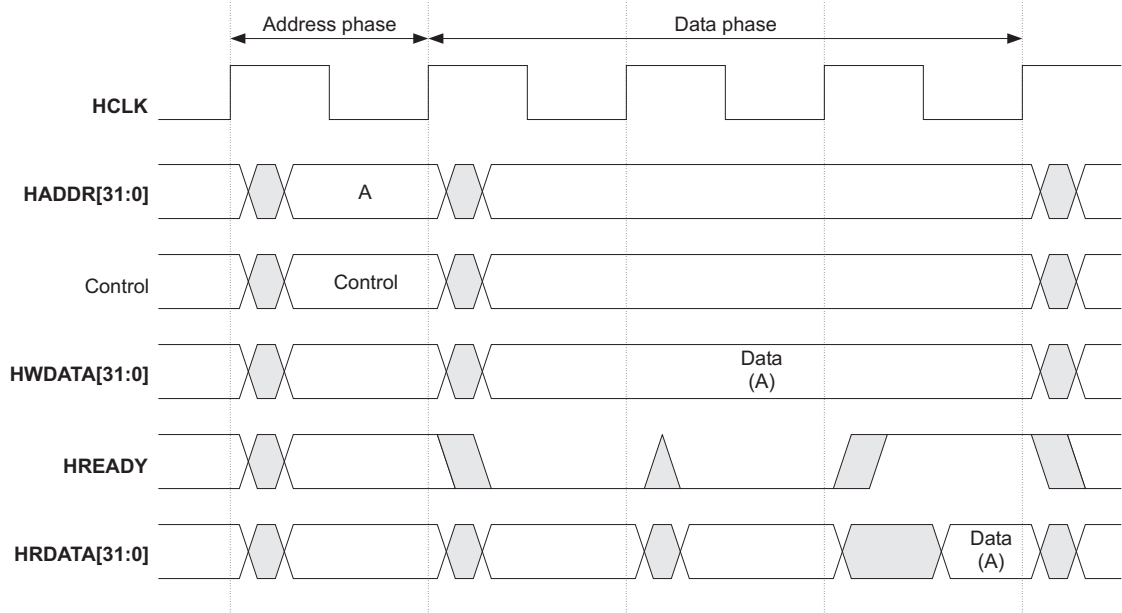 Address phase
Data phase
HCLK
HADDR[31:0]
A
Control
Control
HWDATA[31:0]
Data
(A)
HREADY
HRDATA[31:0]
Data
(A)